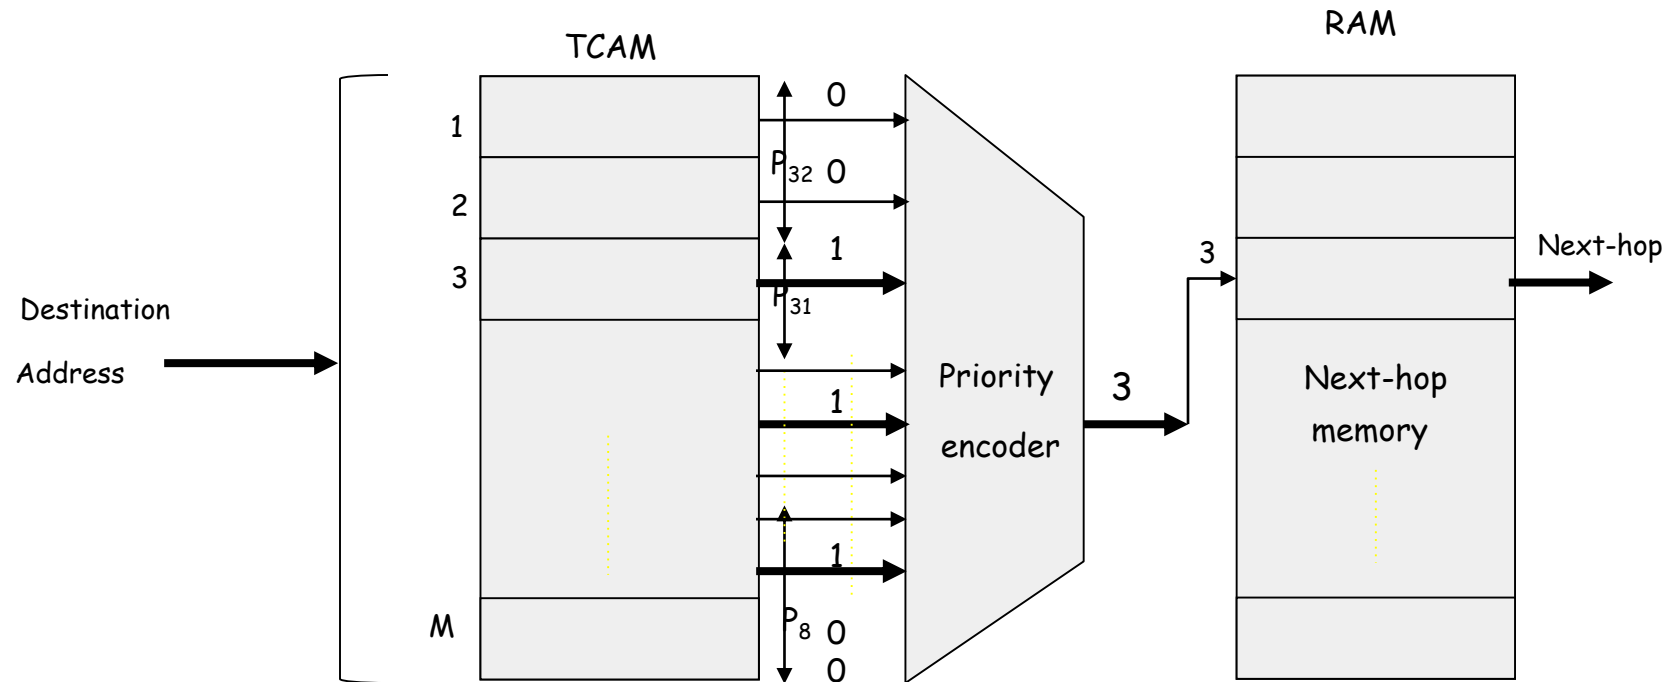 RAM
TCAM
0
1
P32
0
2
1
3
P31
3
Next-hop
Destination
Address
Priority
encoder
3
1
Next-hop
memory
1
M
P8
0
0